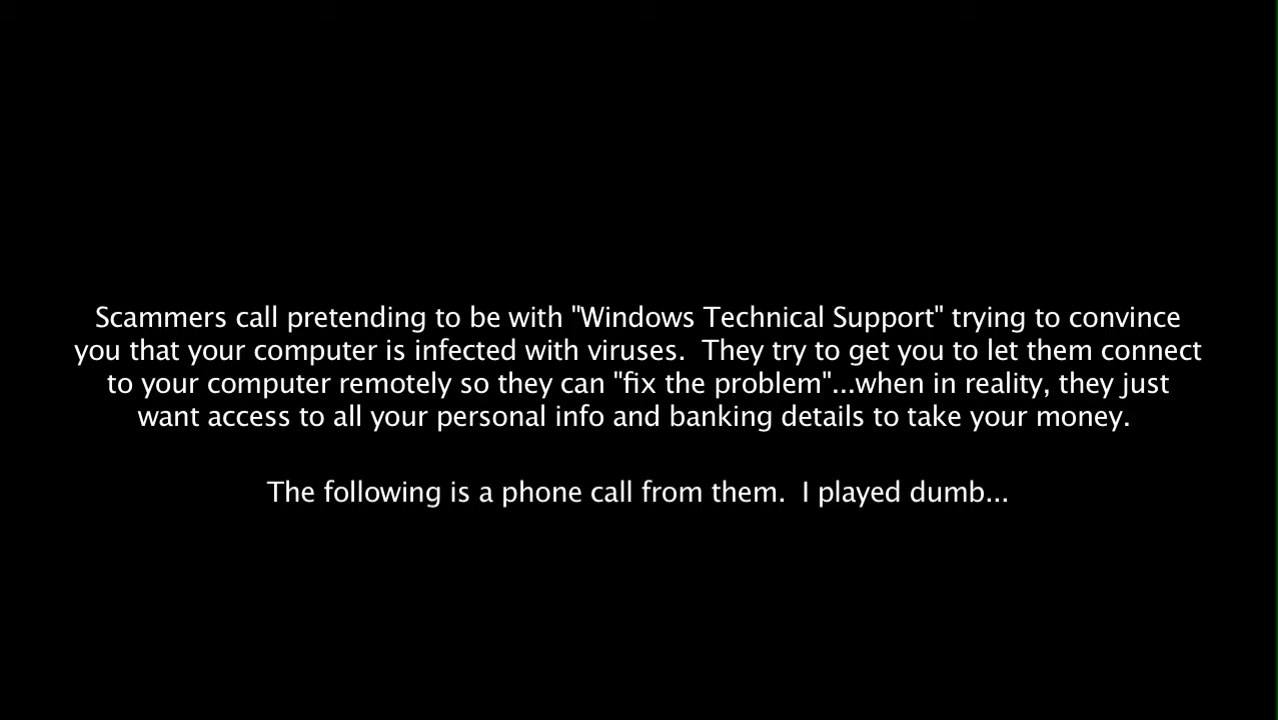 Scammers call pretending to be with "Windows Technical Support" trying to convince
you that your computer is infected with viruses.  They try to get you to let them connect
to your computer remotely so they can "fix the problem"...when in reality, they just
want access to all your personal info and banking details to take your money.
The following is a phone call from them.  I played dumb...